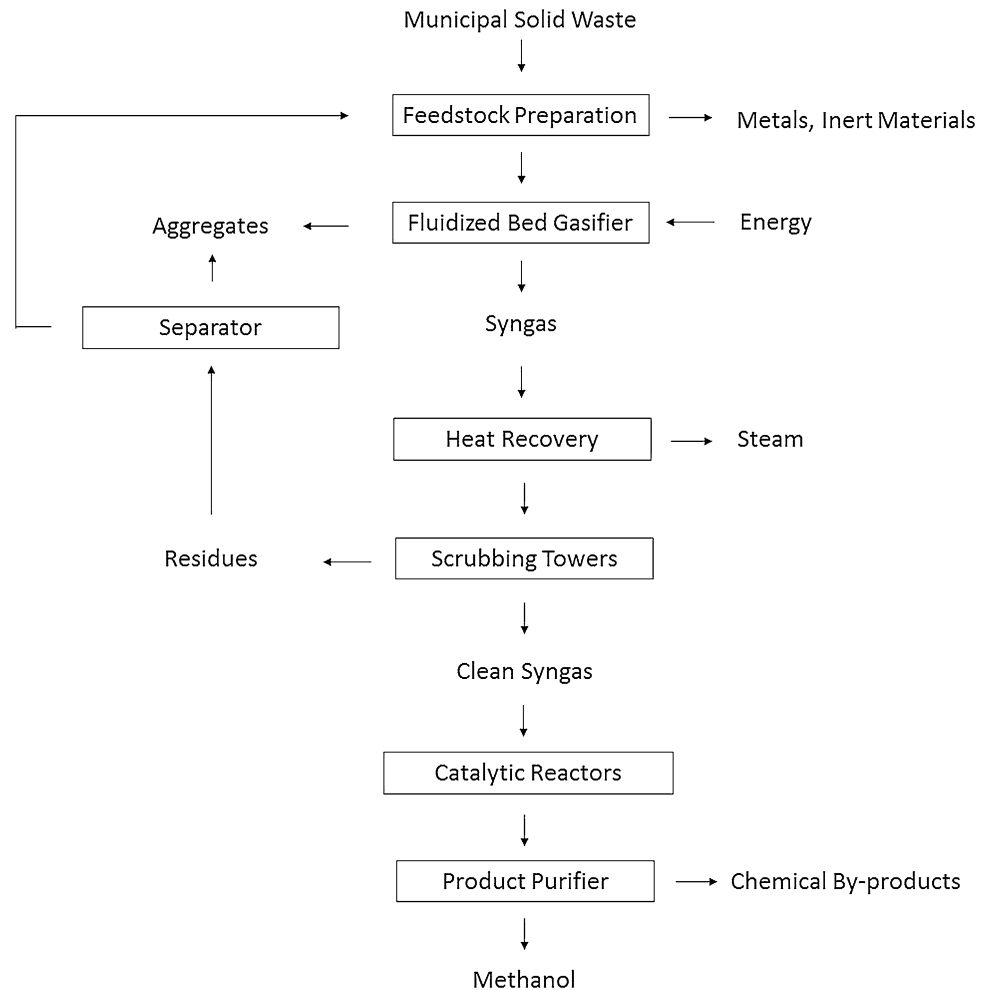 Municipal Solid Waste
Feedstock Preparation
Metals, Inert Materials
Aggregates
Fluidized Bed Gasifier
Energy
Separator
Syngas
Heat Recovery
Steam
Residues
Scrubbing Towers
Clean Syngas
Catalytic Reactors
Product Purifier
Chemical By-products
Methanol